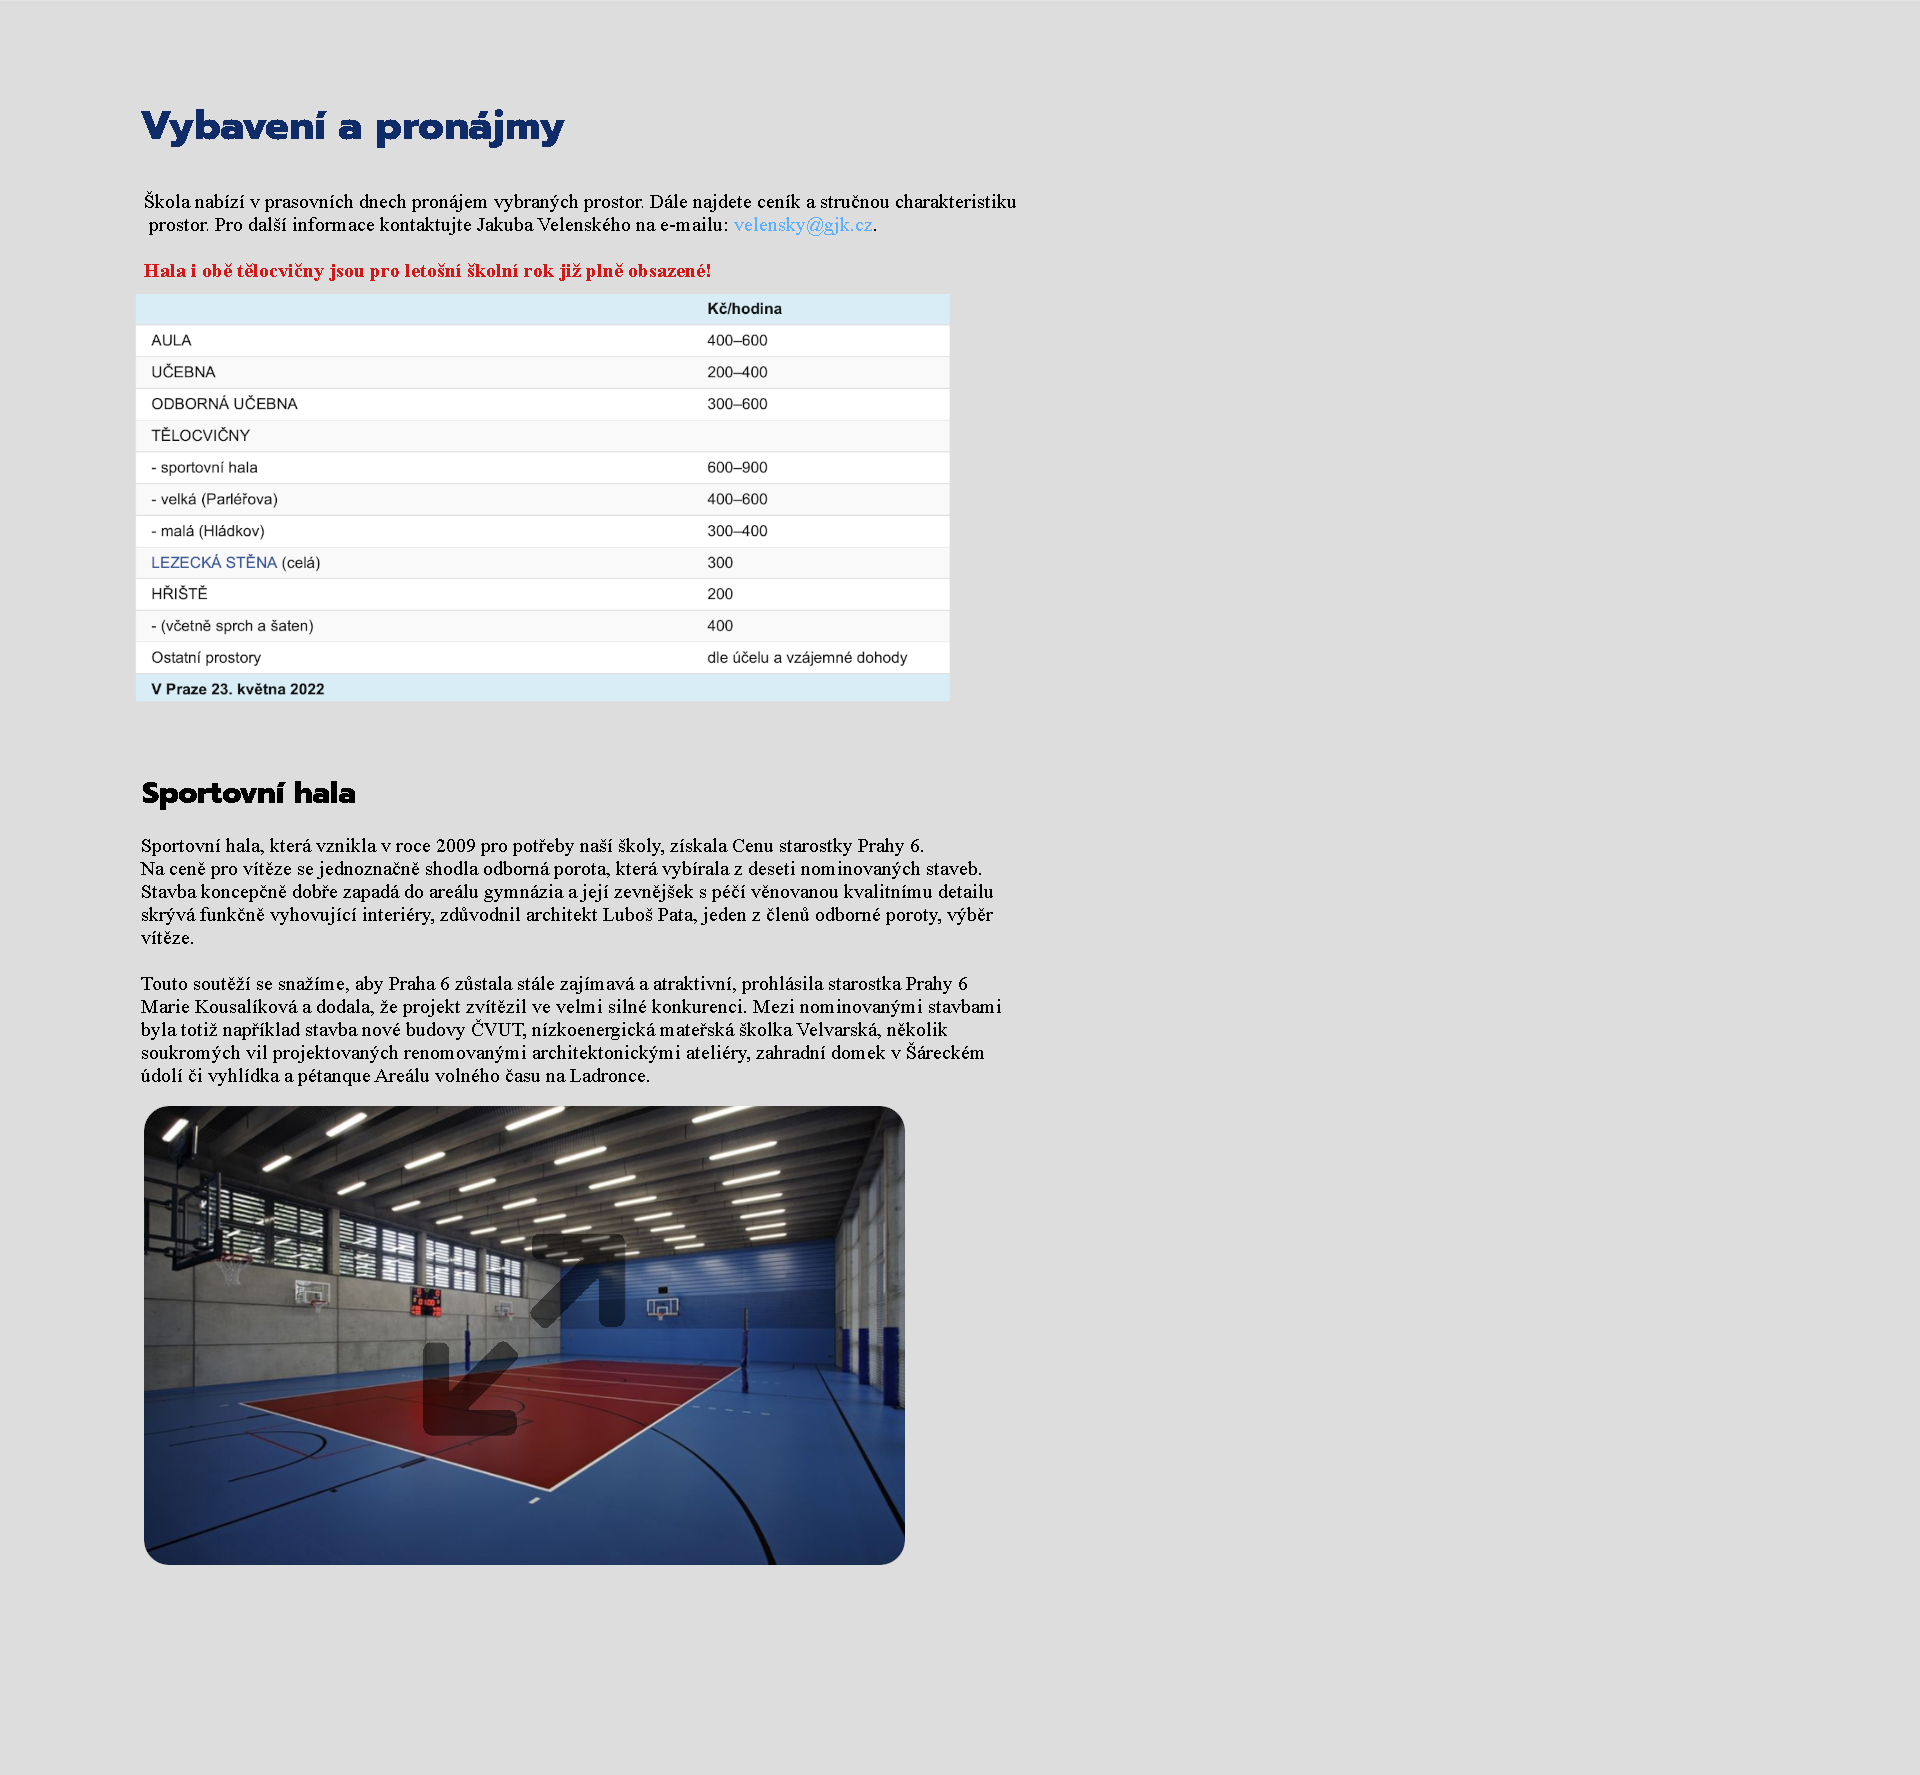 Vybavení a pronájmy
Škola nabízí v prasovních dnech pronájem vybraných prostor. Dále najdete ceník a stručnou charakteristiku
prostor. Pro další informace kontaktujte Jakuba Velenského na e-mailu: velensky@gjk.cz.
Hala i obě tělocvičny jsou pro letošní školní rok již plně obsazené!
Kč/hodina
AULA 400–600
UČEBNA 200–400
ODBORNÁ UČEBNA 300–600
TĚLOCVIČNY
- sportovní hala 600–900
- velká (Parléřova) 400–600
- malá (Hládkov) 300–400
LEZECKÁ STĚNA (celá) 300
HŘIŠTĚ 200
- (včetně sprch a šaten) 400
Ostatní prostory dle účelu a vzájemné dohody
V Praze 23. května 2022
Sportovní hala
Sportovní hala, která vznikla v roce 2009 pro potřeby naší školy, získala Cenu starostky Prahy 6.
Na ceně pro vítěze se jednoznačně shodla odborná porota, která vybírala z deseti nominovaných staveb.
Stavba koncepčně dobře zapadá do areálu gymnázia a její zevnějšek s péčí věnovanou kvalitnímu detailu
skrývá funkčně vyhovující interiéry, zdůvodnil architekt Luboš Pata, jeden z členů odborné poroty, výběr
vítěze.
Touto soutěží se snažíme, aby Praha 6 zůstala stále zajímavá a atraktivní, prohlásila starostka Prahy 6
Marie Kousalíková a dodala, že projekt zvítězil ve velmi silné konkurenci. Mezi nominovanými stavbami
byla totiž například stavba nové budovy ČVUT, nízkoenergická mateřská školka Velvarská, několik
soukromých vil projektovaných renomovanými architektonickými ateliéry, zahradní domek v Šáreckém
údolí či vyhlídka a pétanque Areálu volného času na Ladronce.